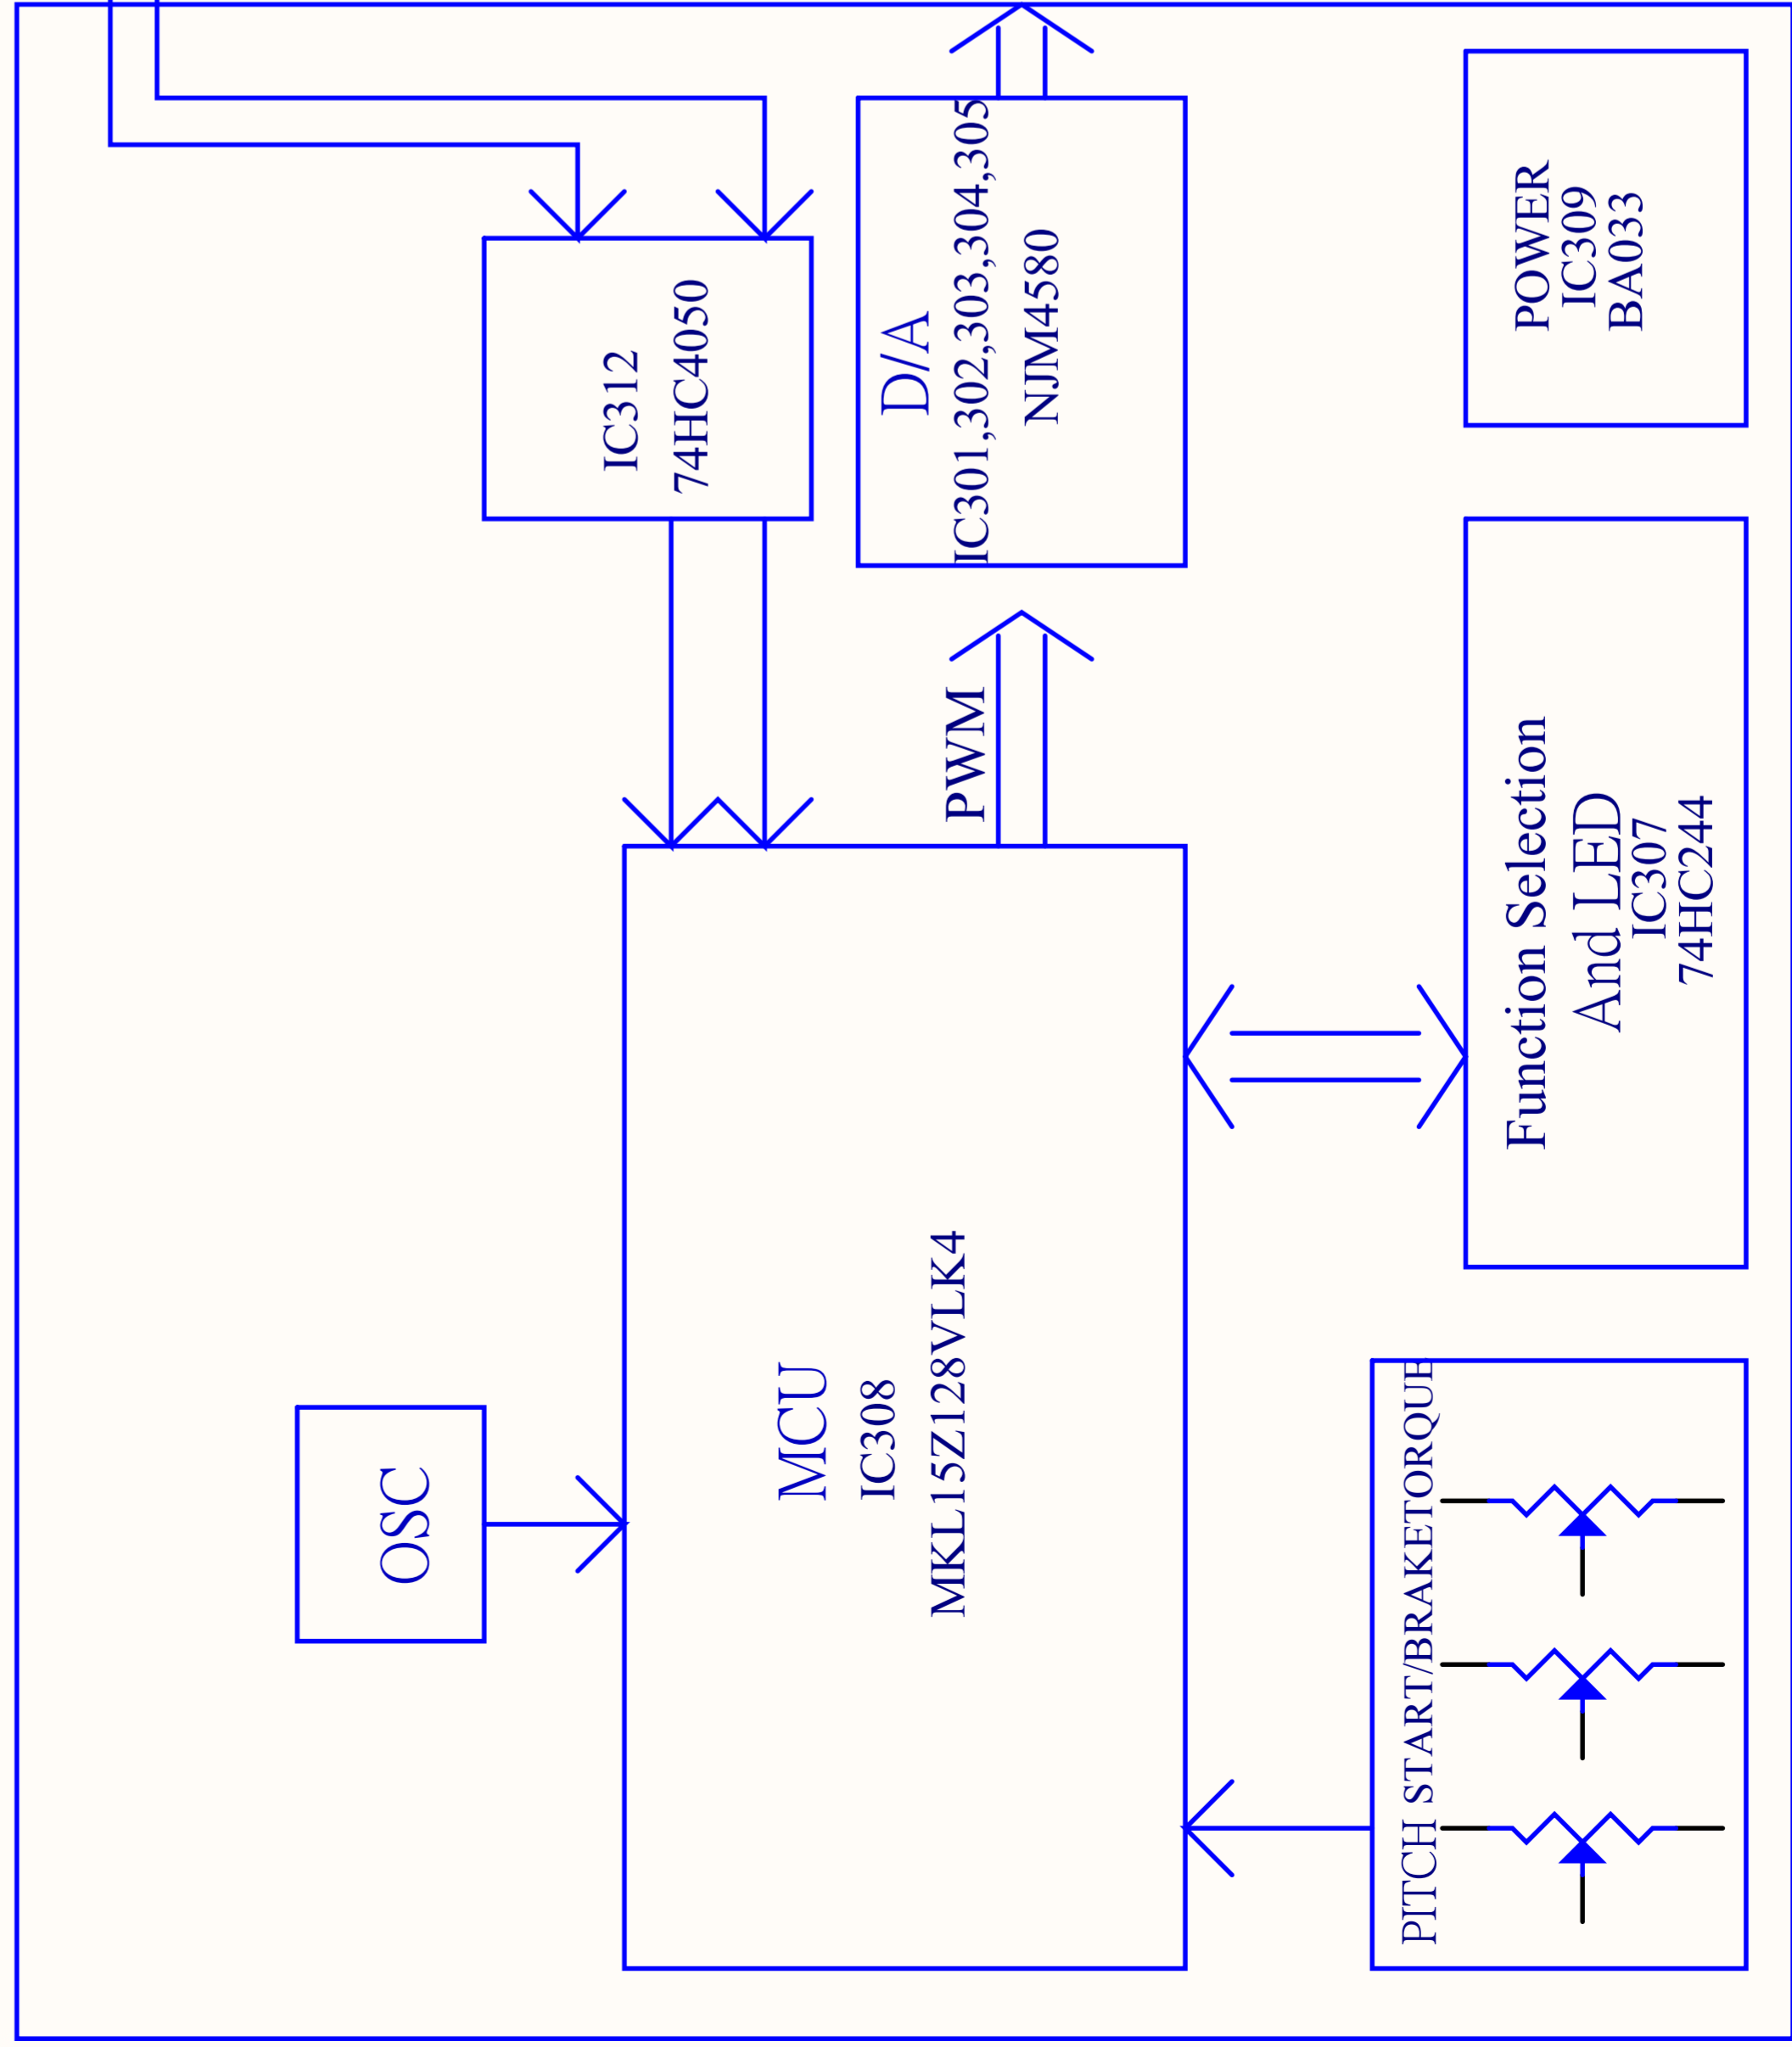 OSC
IC312
74HC4050
MCU
IC308
MKL15Z128VLK4
PWM
D/A
IC301,302,303,304,305
NJM4580
PITCH START/BRAKETORQUE
Function Selection
And LED
IC307
74HC244
POWER
IC309
BA033